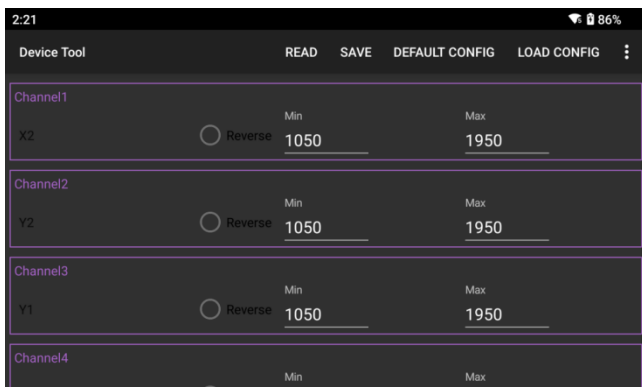 2:21 86%
Device Tool READ SAVE DEFAULT CONFIG LOAD CONFIG
Channel1
Min Max
X2 Reverse 1050 1950
Channel2
Min Max
Y2 Reverse 1050 1950
Channel3
Min Max
Y1 Reverse 1050 1950
Channel4
Min Max